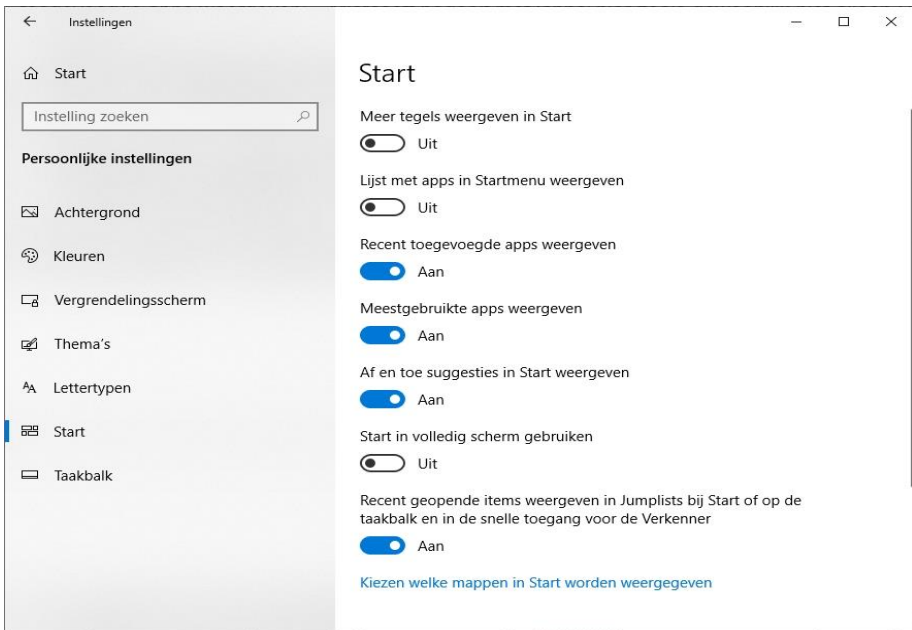 Instellingen
Start
Instelling zoeken
Persoonlijke instellingen
Achtergrond
Kleuren
Vergrendelingsscherm
Thema's
Lettertypen
Start
Taakbalk
Start
Meer tegels weergeven in Start
Uit
Lijst met apps in Startmenu weergeven
Uit
Recent toegevoegde apps weergeven
Aan
Meestgebruikte apps weergeven
Aan
Af en toe suggesties in Start weergeven
Aan
Start in volledig scherm gebruiken
Uit
Recent geopende items weergeven in Jumplists bij Start of op de
taakbalk en in de snelle toegang voor de Verkenner
Aan
Kiezen welke mappen in Start worden weergegeven